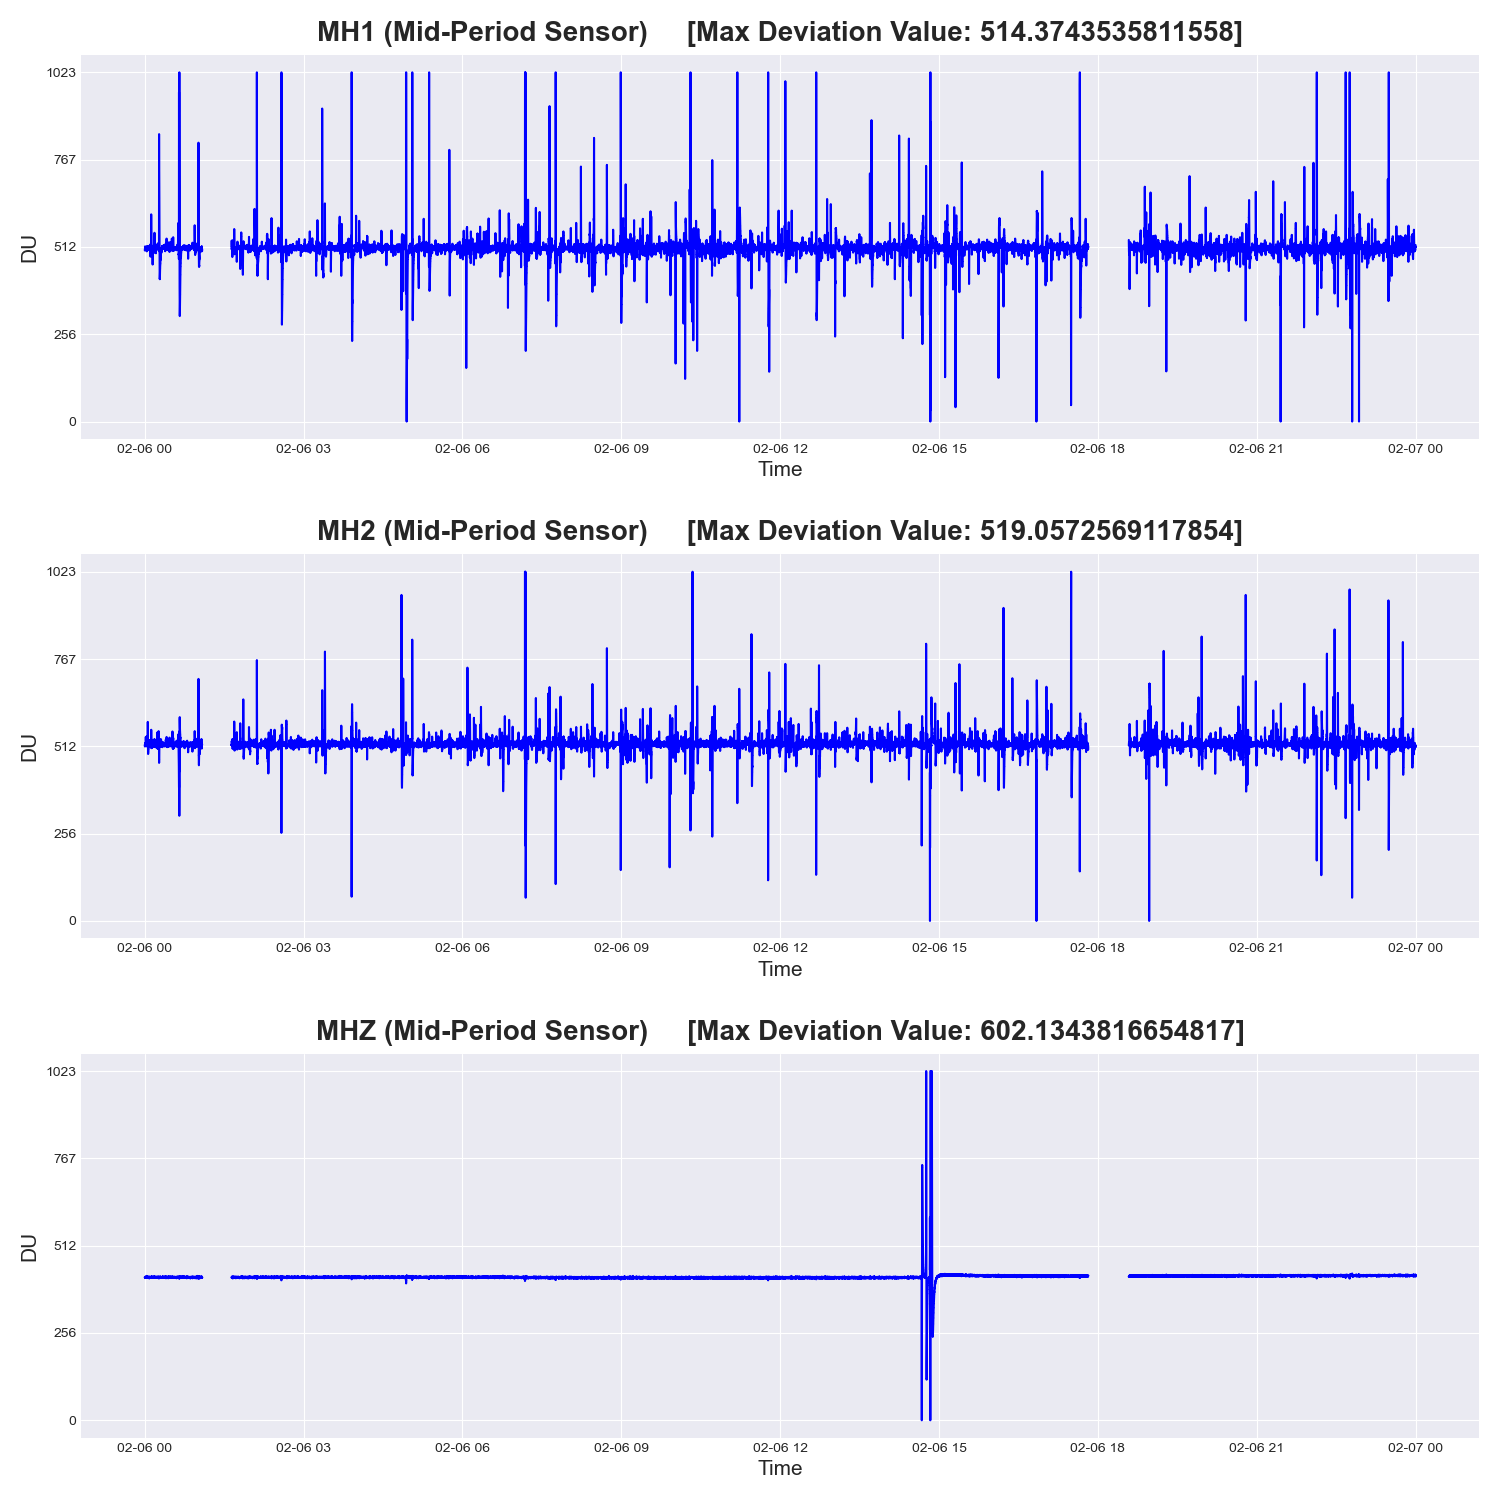 MH1 (Mid-Period Sensor) [Max Deviation Value: 514.3743535811558]
1023
767
512
256
0
DU
02-06 00 02-06 03 02-06 06 02-06 09 02-06 12 02-06 15 02-06 18 02-06 21 02-07 00
Time
MH2 (Mid-Period Sensor) [Max Deviation Value: 519.0572569117854]
1023
767
512
256
0
DU
02-06 00 02-06 03 02-06 06 02-06 09 02-06 12 02-06 15 02-06 18 02-06 21 02-07 00
Time
MHZ (Mid-Period Sensor) [Max Deviation Value: 602.1343816654817]
1023
767
512
256
0
DU
02-06 00 02-06 03 02-06 06 02-06 09 02-06 12 02-06 15 02-06 18 02-06 21 02-07 00
Time